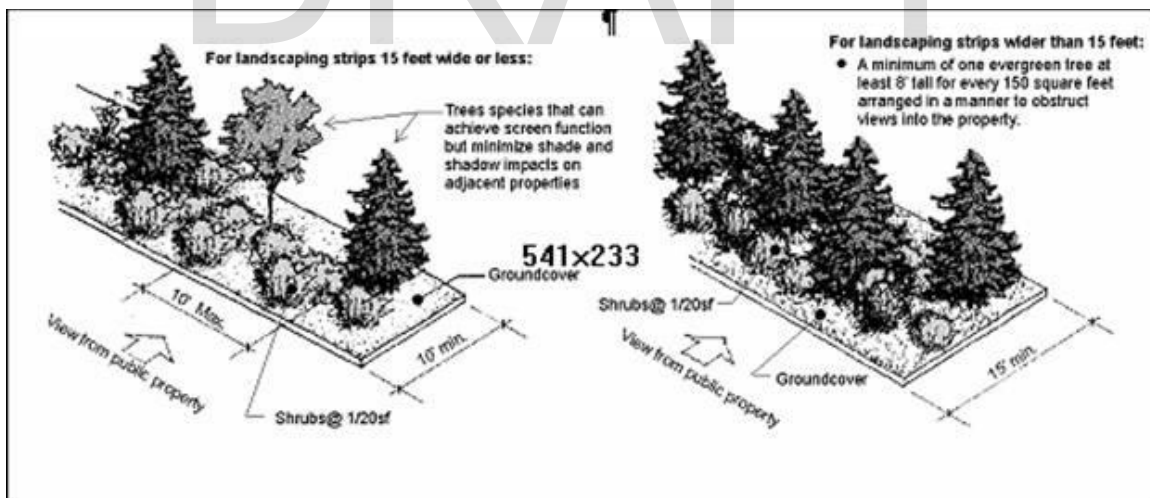 DRAFT
¶
For landscaping strips 15 feet wide or less:
Trees species that can
achieve screen function
but minimize shade and
shadow impacts on
adjacent properties
541×233
Groundcover
10' Max.
10' min.
View from public property
Shrubs@ 1/20sf
For landscaping strips wider than 15 feet:
● A minimum of one evergreen tree at
least 8' tall for every 150 square feet
arranged in a manner to obstruct
views into the property.
Shrubs@ 1/20sf
View from public property
Groundcover
15' min.